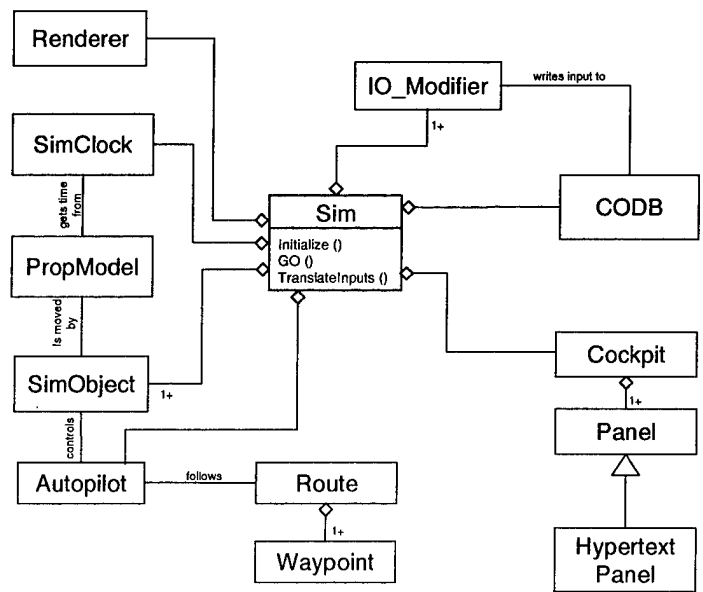 Renderer
IO_Modifier
writes input to
1+
SimClock
gets time
from
Sim
Initialize ()
GO ()
TranslateInputs ()
CODB
PropModel
Is moved
by
SimObject
1+
Cockpit
1+
controls
Panel
Autopilot
follows
Route
1+
Waypoint
Hypertext
Panel